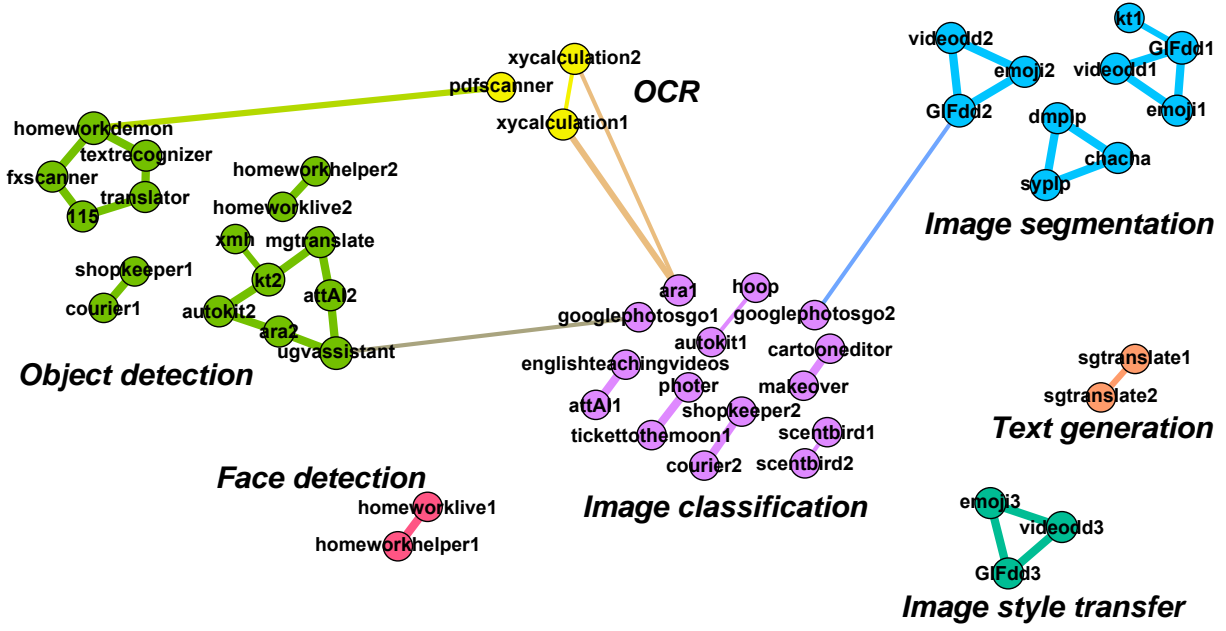 xycalculation2
pdfscanner
OCR
xycalculation1
homeworkdemon
textrecognizer
fxscanner
translator
115
homeworkhelper2
homeworklive2
xmh
mgtranslate
shopkeeper1
kt2
courier1
attAI2
autokit2
ara2
ugvassistant
Object detection
kt1
videodd2
GIFdd1
emoji2
videodd1
GIFdd2
emoji1
dmplp
chacha
syplp
Image segmentation
ara1
hoop
googlephotosgo1
googlephotosgo2
autokit1
cartooneditor
englishteachingvideos
photer
makeover
attAI1
shopkeeper2
tickettothemoon1
scentbird1
courier2
scentbird2
Image classification
sgtranslate1
sgtranslate2
Text generation
Face detection
homeworklive1
homeworkhelper1
emoji3
videodd3
GIFdd3
Image style transfer